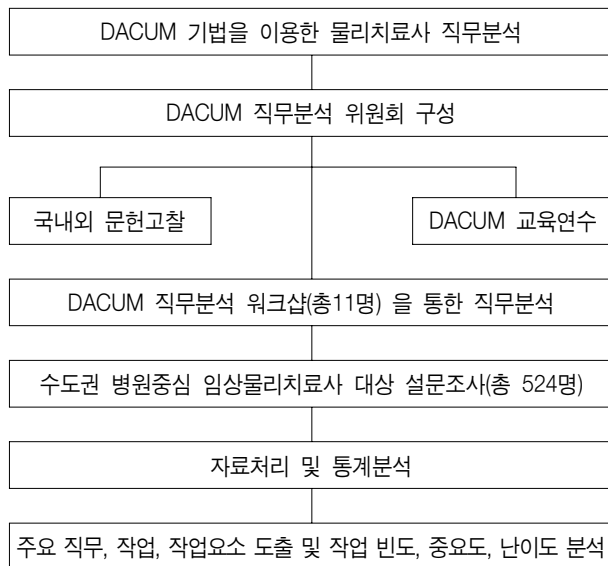 DACUM 기법을 이용한 물리치료사 직무분석
DACUM 직무분석 위원회 구성
국내외 문헌고찰
DACUM 교육연수
DACUM 직무분석 워크샵(총11명) 을 통한 직무분석
수도권 병원중심 임상물리치료사 대상 설문조사(총 524명)
자료처리 및 통계분석
주요 직무, 작업, 작업요소 도출 및 작업 빈도, 중요도, 난이도 분석